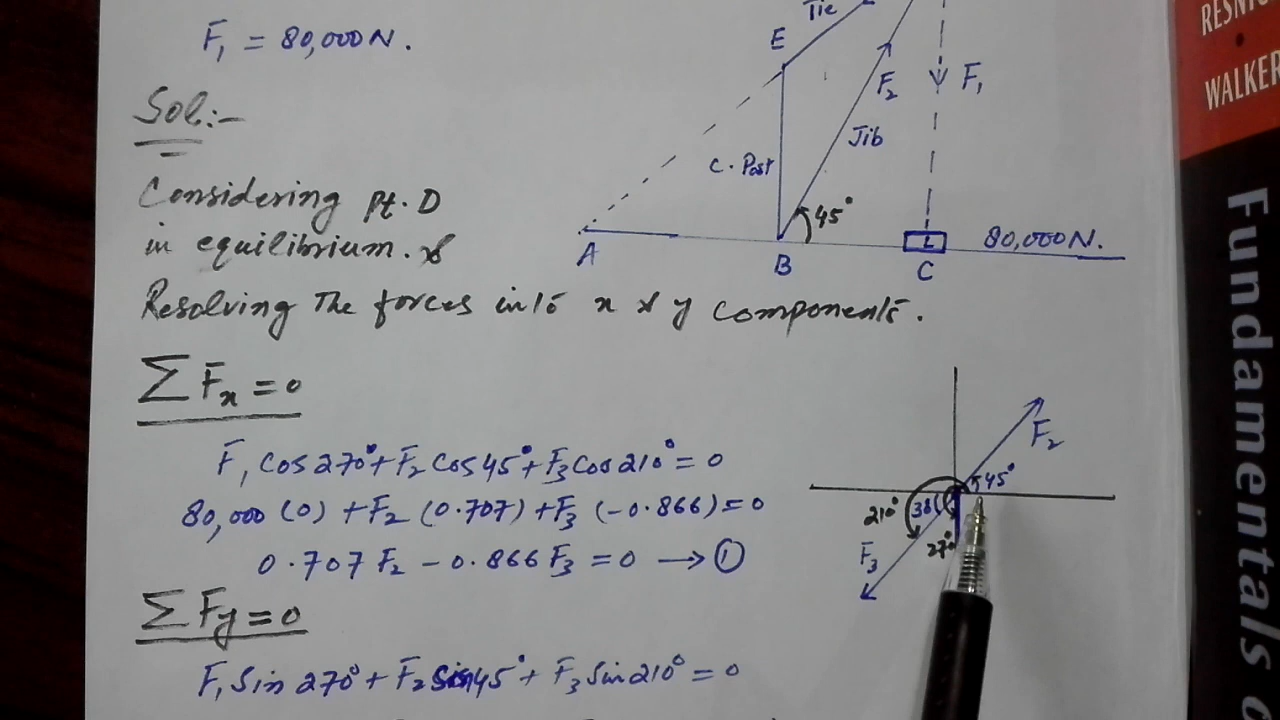 F₁ = 80,000N.
Sol:-
Considering pt. D
in equilibrium. &
Resolving The forces into x & y components.
ΣFx = 0
F₁ Cos 270° + F₂ Cos 45° + F₃ Cos 210° = 0
80,000 (0) + F₂ (0.707) + F₃ (-0.866) = 0
0.707 F₂ - 0.866 F₃ = 0 → ①
ΣFy = 0
F₁ Sin 270° + F₂ Sin 45° + F₃ Sin 210° = 0
Tie
E
F₂
F₁
Jib
C. Post
45°
80,000N.
A
B
L
C
F₂
45°
210°
F₃
WALKER
Fundamentals